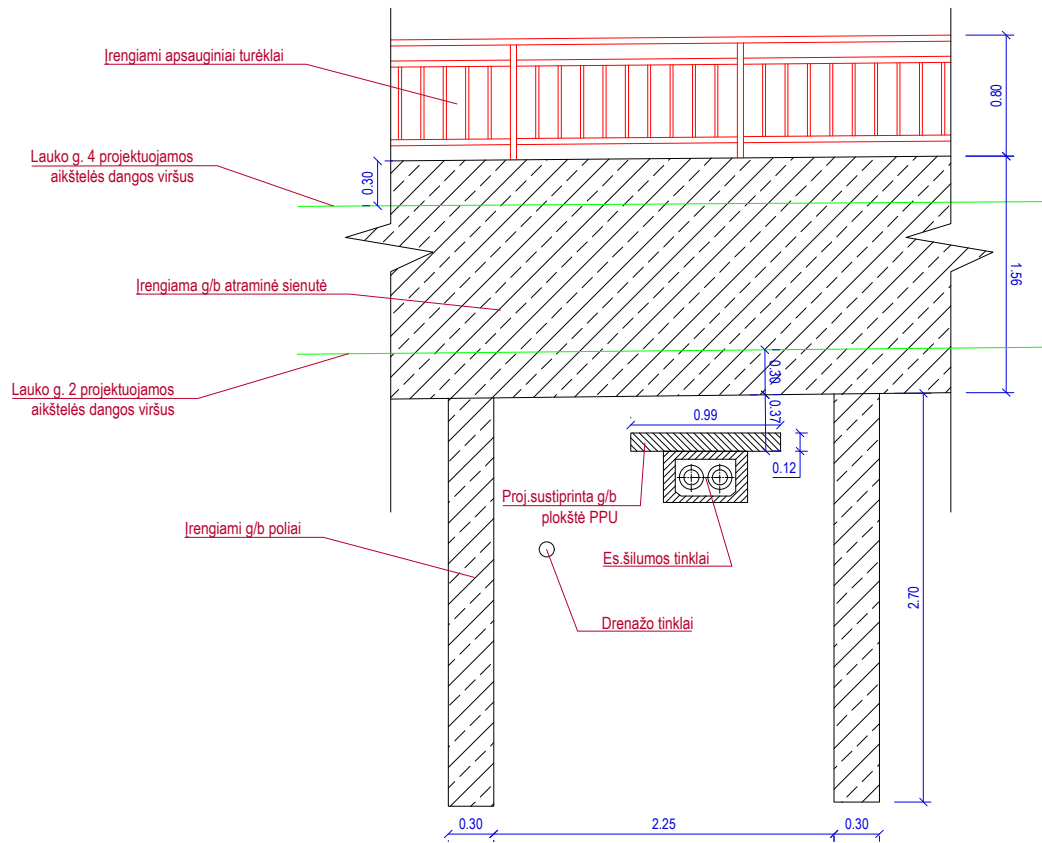 Įrengiami apsauginiai turėklai
0.80
Lauko g. 4 projektuojamos
aikštelės dangos viršus
0.30
1.56
Įrengiama g/b atraminė sienutė
Lauko g. 2 projektuojamos
aikštelės dangos viršus
0.30
0.37
0.99
0.12
Proj.sustiprinta g/b
plokštė PPU
Įrengiami g/b poliai
Es.šilumos tinklai
2.70
Drenažo tinklai
0.30
2.25
0.30